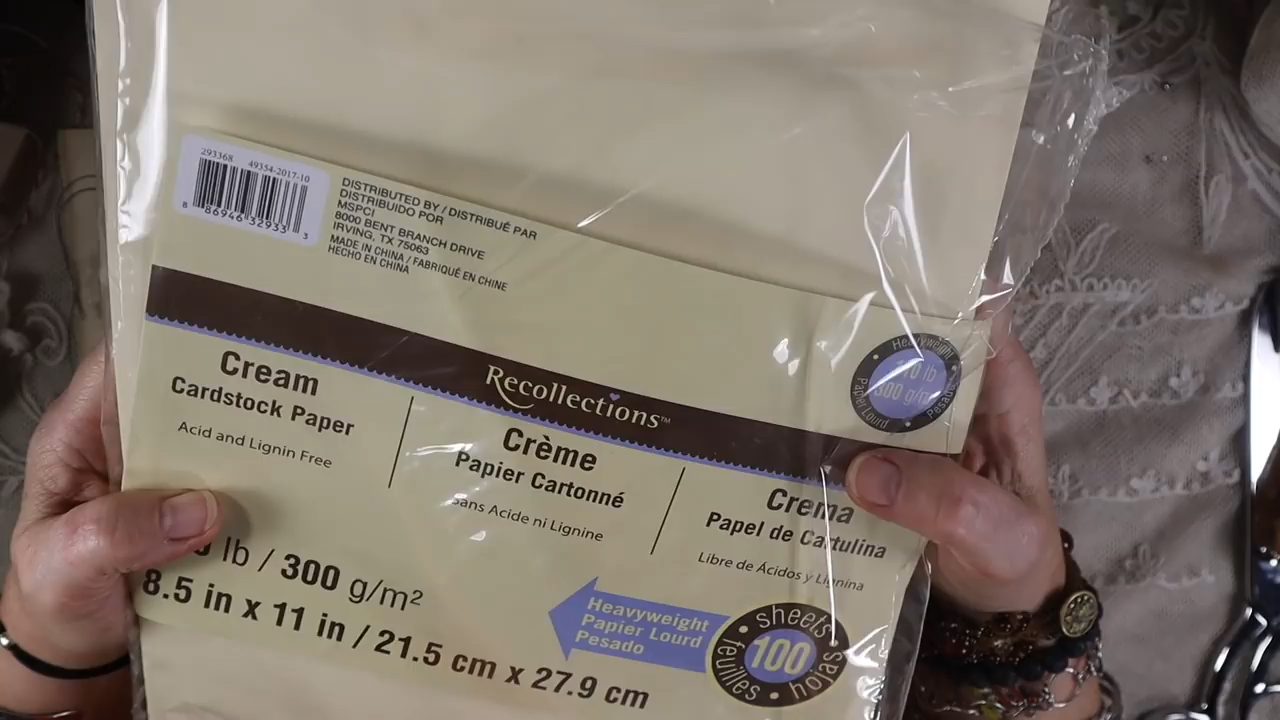 293368 49354-2017-10
8 86946 32933 3
DISTRIBUTED BY / DISTRIBUÉ PAR
DISTRIBUIDO POR
MSPCI
8000 BENT BRANCH DRIVE
IRVING, TX 75063
MADE IN CHINA / FABRIQUÉ EN CHINE
HECHO EN CHINA
Heavyweight
lb
300 g/m
Papier Lourd
Pesado
Recollections™
Cream
Cardstock Paper
Acid and Lignin Free
Crème
Papier Cartonné
Sans Acide ni Lignine
Crema
Papel de Cartulina
Libre de Ácidos y Lignina
lb / 300 g/m²
8.5 in x 11 in / 21.5 cm x 27.9 cm
Heavyweight
Papier Lourd
Pesado
sheets
100
feuilles • hojas